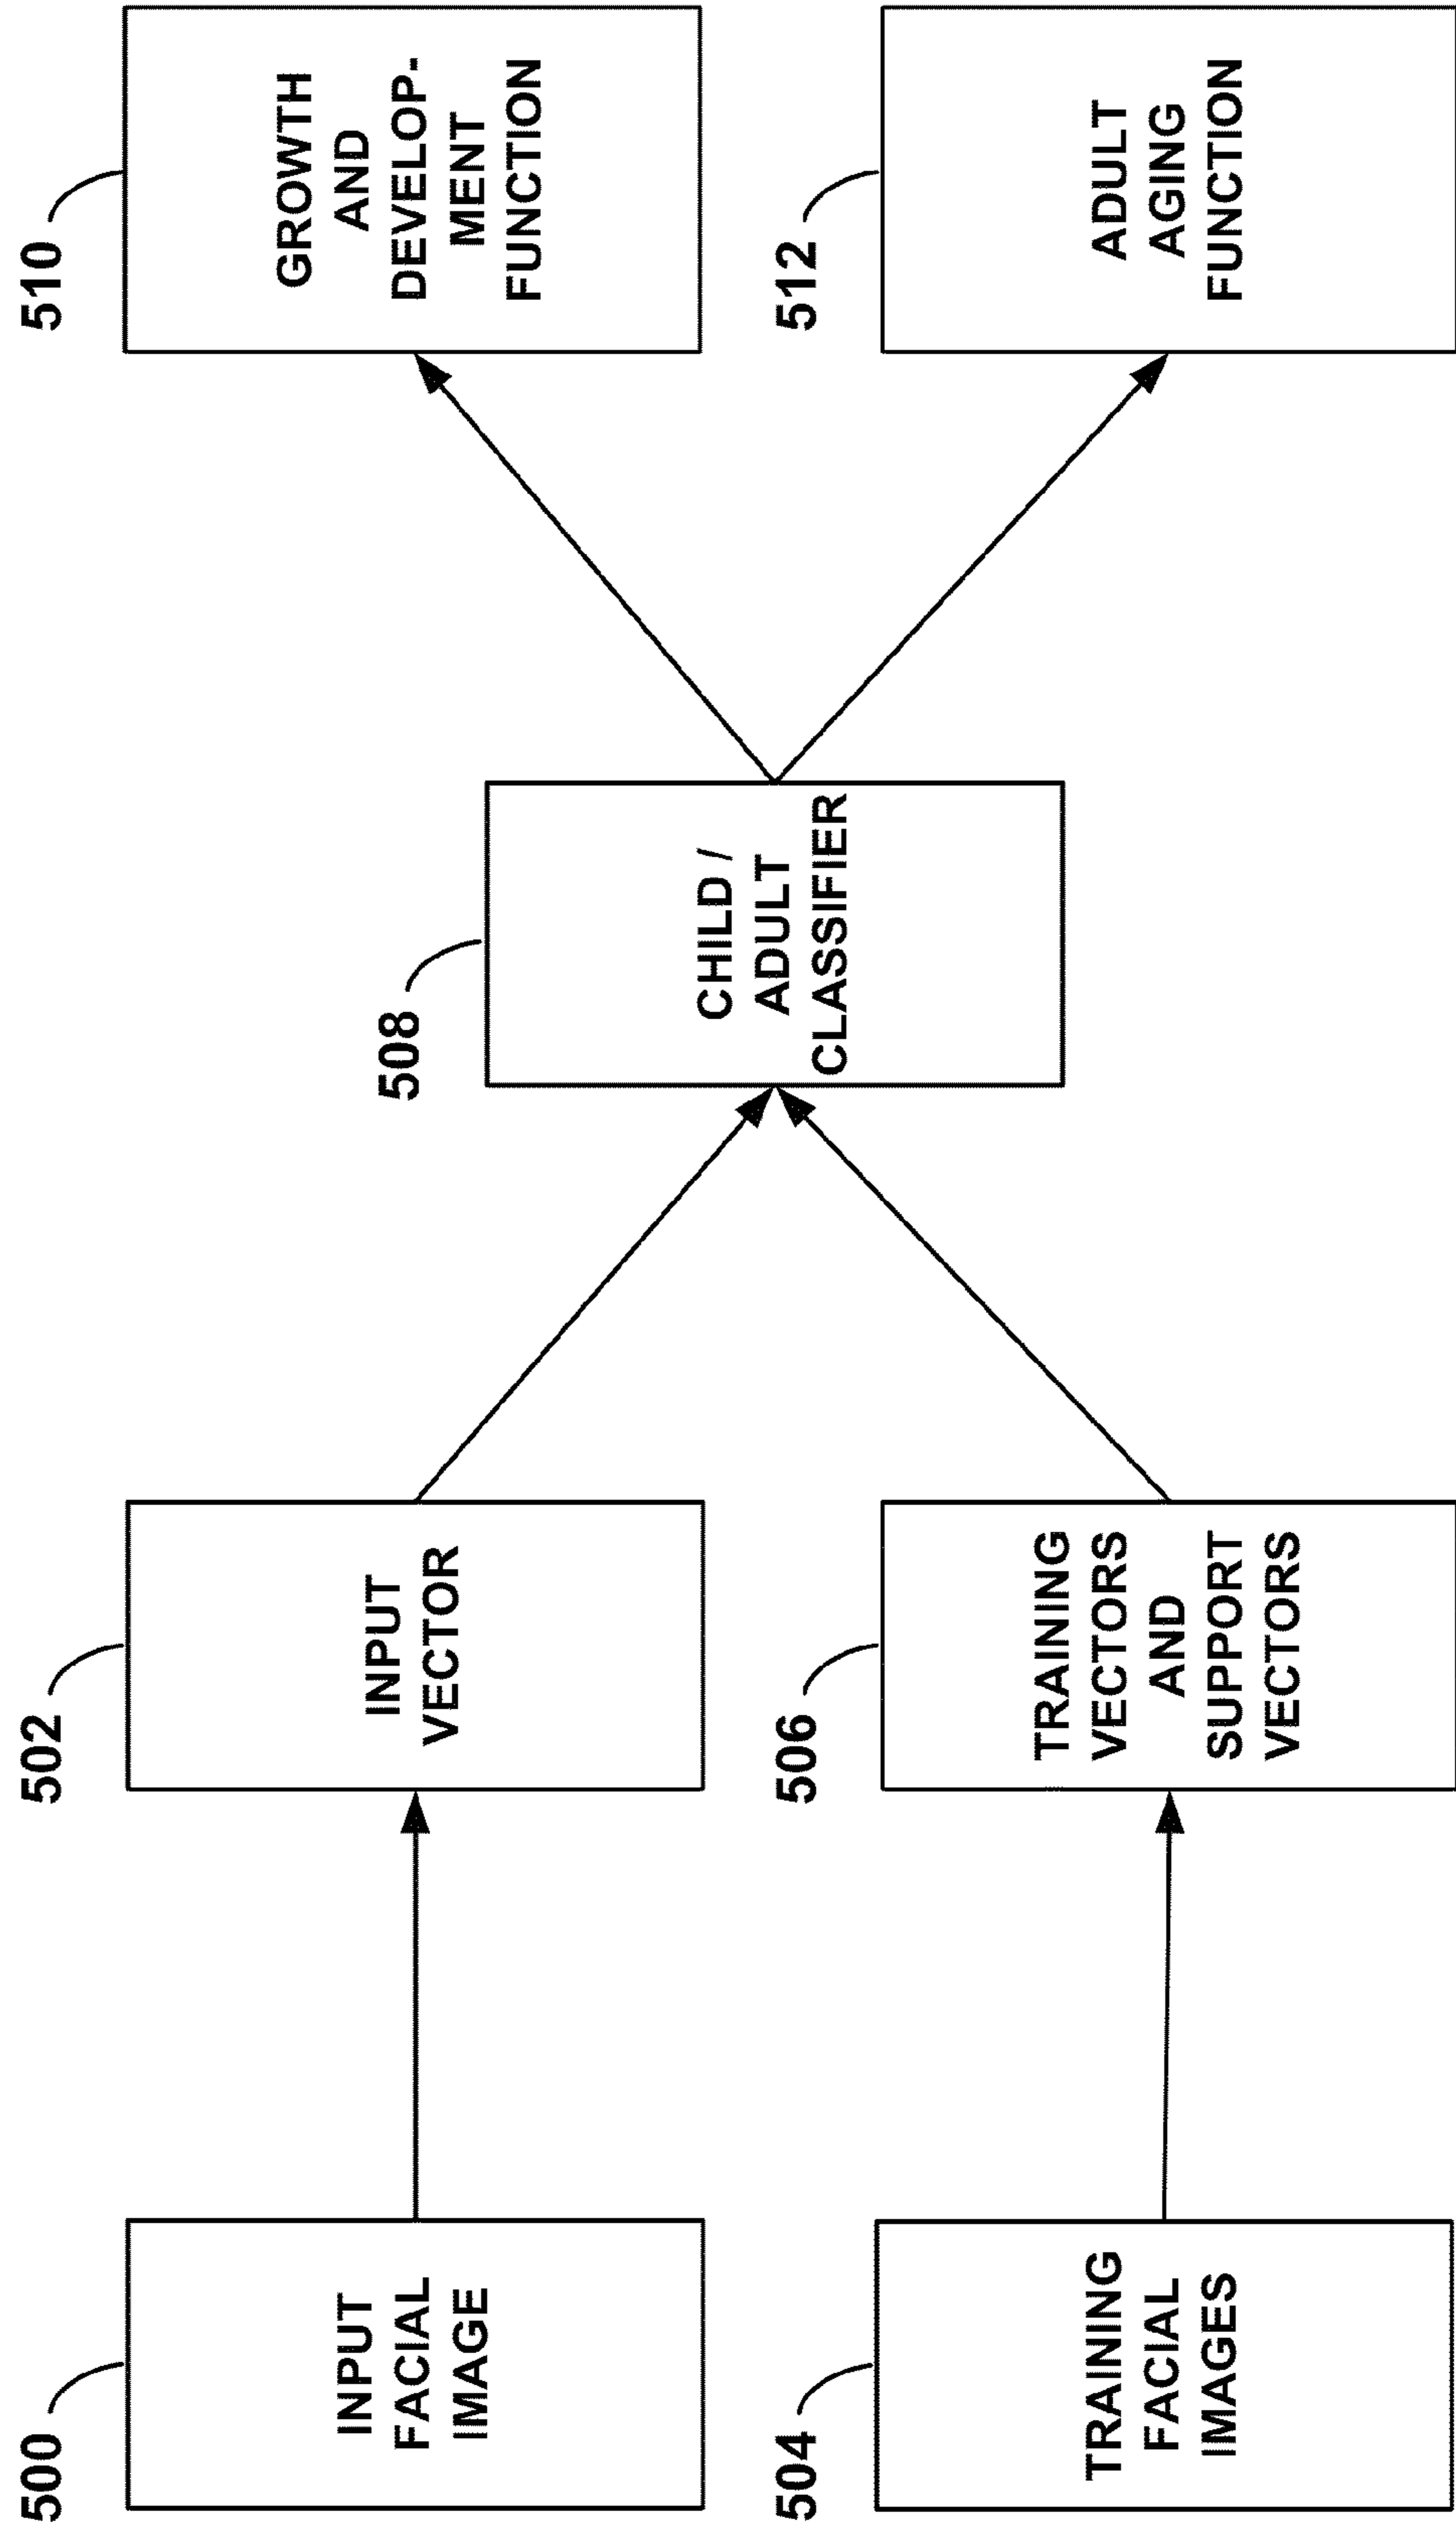 500
INPUT
FACIAL
IMAGE
502
INPUT
VECTOR
504
TRAINING
FACIAL
IMAGES
506
TRAINING
VECTORS
AND
SUPPORT
VECTORS
508
CHILD /
ADULT
CLASSIFIER
510
GROWTH
AND
DEVELOP-
MENT
FUNCTION
512
ADULT
AGING
FUNCTION